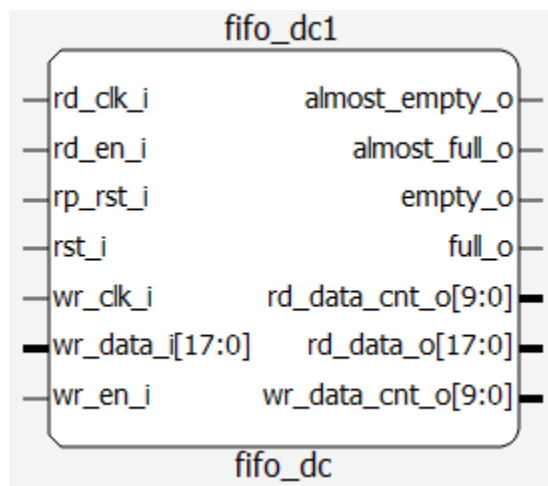 fifo_dc1
rd_clk_i almost_empty_o
rd_en_i almost_full_o
rp_rst_i empty_o
rst_i full_o
wr_clk_i rd_data_cnt_o[9:0]
wr_data_i[17:0] rd_data_o[17:0]
wr_en_i wr_data_cnt_o[9:0]
fifo_dc